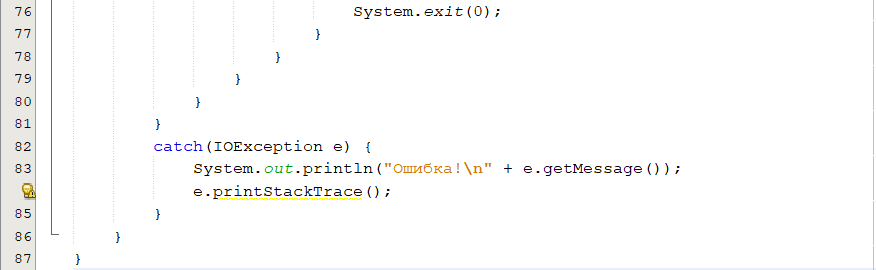 76 System.exit(0);
77 }
78 }
79 }
80 }
81 }
82 catch(IOException e) {
83 System.out.println("Ошибка!\n" + e.getMessage());
e.printStackTrace();
85 }
86 }
87 }